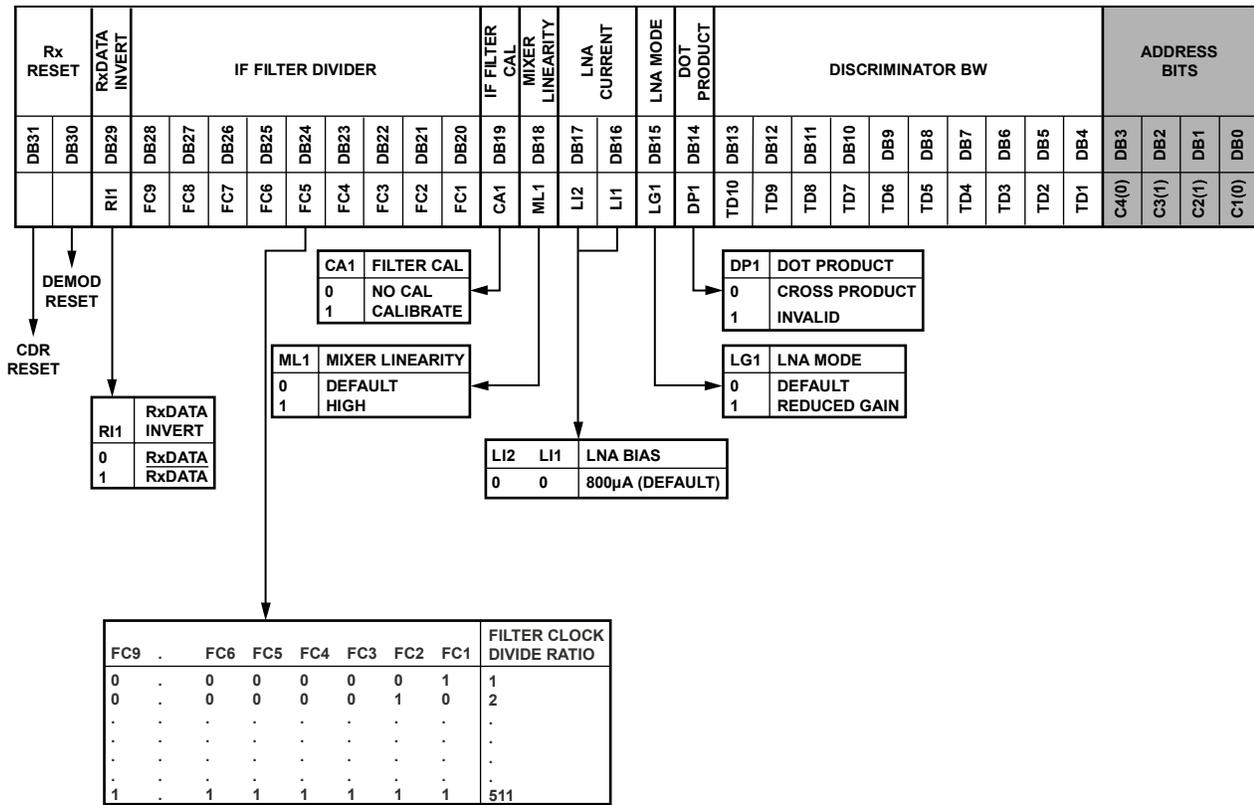 Rx RESET
RxDATA INVERT
IF FILTER DIVIDER
IF FILTER CAL
MIXER LINEARITY
LNA CURRENT
LNA MODE
DOT PRODUCT
DISCRIMINATOR BW
ADDRESS BITS
DB31 DB30 DB29 DB28 DB27 DB26 DB25 DB24 DB23 DB22 DB21 DB20 DB19 DB18 DB17 DB16 DB15 DB14 DB13 DB12 DB11 DB10 DB9 DB8 DB7 DB6 DB5 DB4 DB3 DB2 DB1 DB0
RI1 FC9 FC8 FC7 FC6 FC5 FC4 FC3 FC2 FC1 CA1 ML1 LI2 LI1 LG1 DP1 TD10 TD9 TD8 TD7 TD6 TD5 TD4 TD3 TD2 TD1 C4(0) C3(1) C2(1) C1(0)
DEMOD
RESET
CDR
RESET
CA1 FILTER CAL
0 NO CAL
1 CALIBRATE
DP1 DOT PRODUCT
0 CROSS PRODUCT
1 INVALID
ML1 MIXER LINEARITY
0 DEFAULT
1 HIGH
LG1 LNA MODE
0 DEFAULT
1 REDUCED GAIN
RI1 RxDATA INVERT
0 RxDATA
1 RxDATA
LI2 LI1 LNA BIAS
0 0 800µA (DEFAULT)
FC9 . FC6 FC5 FC4 FC3 FC2 FC1 FILTER CLOCK DIVIDE RATIO
0 . 0 0 0 0 0 1 1
0 . 0 0 0 0 1 0 2
. . . . . . . . .
. . . . . . . . .
. . . . . . . . .
. . . . . . . . .
1 . 1 1 1 1 1 1 511